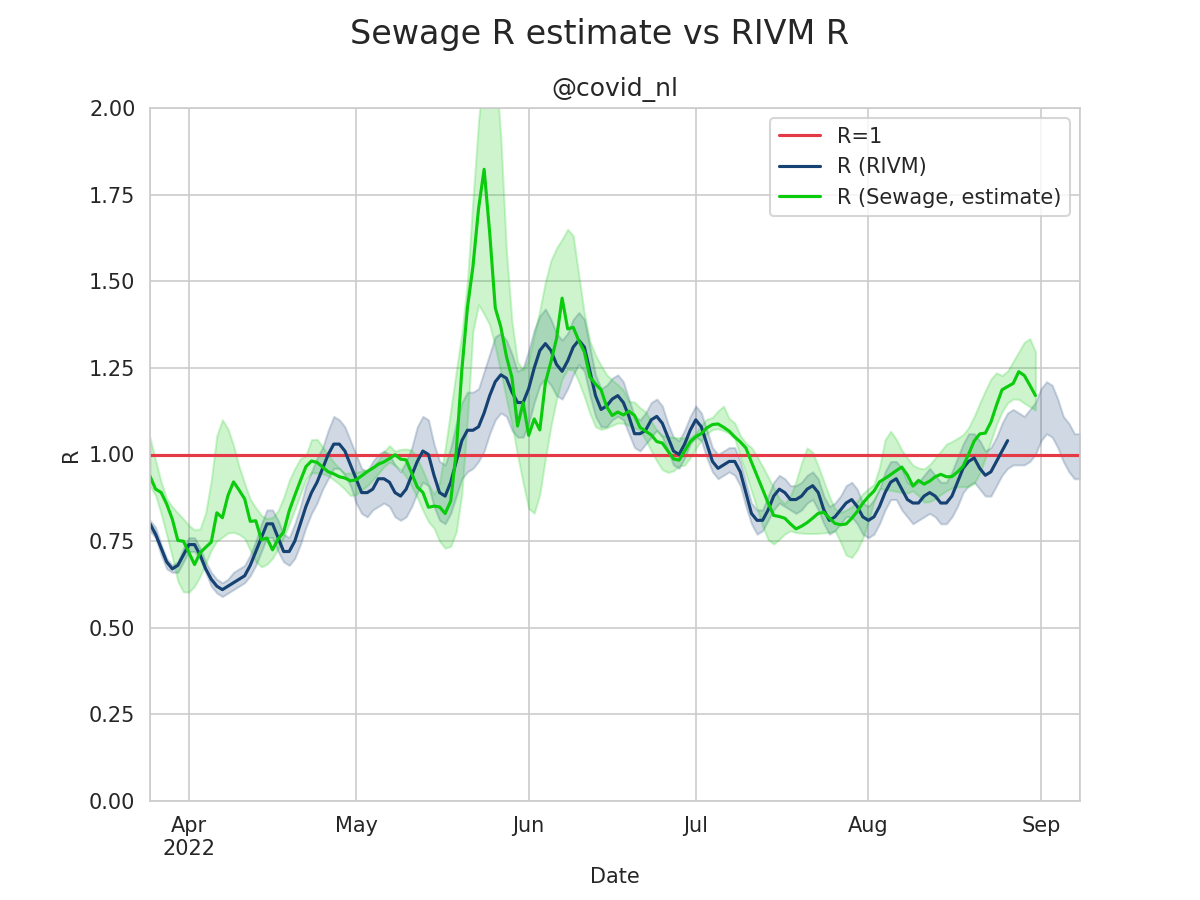 Sewage R estimate vs RIVM R
@covid_nl
R=1
R (RIVM)
R (Sewage, estimate)
2.00
1.75
1.50
1.25
1.00
0.75
0.50
0.25
0.00
R
Apr May Jun Jul Aug Sep
2022
Date